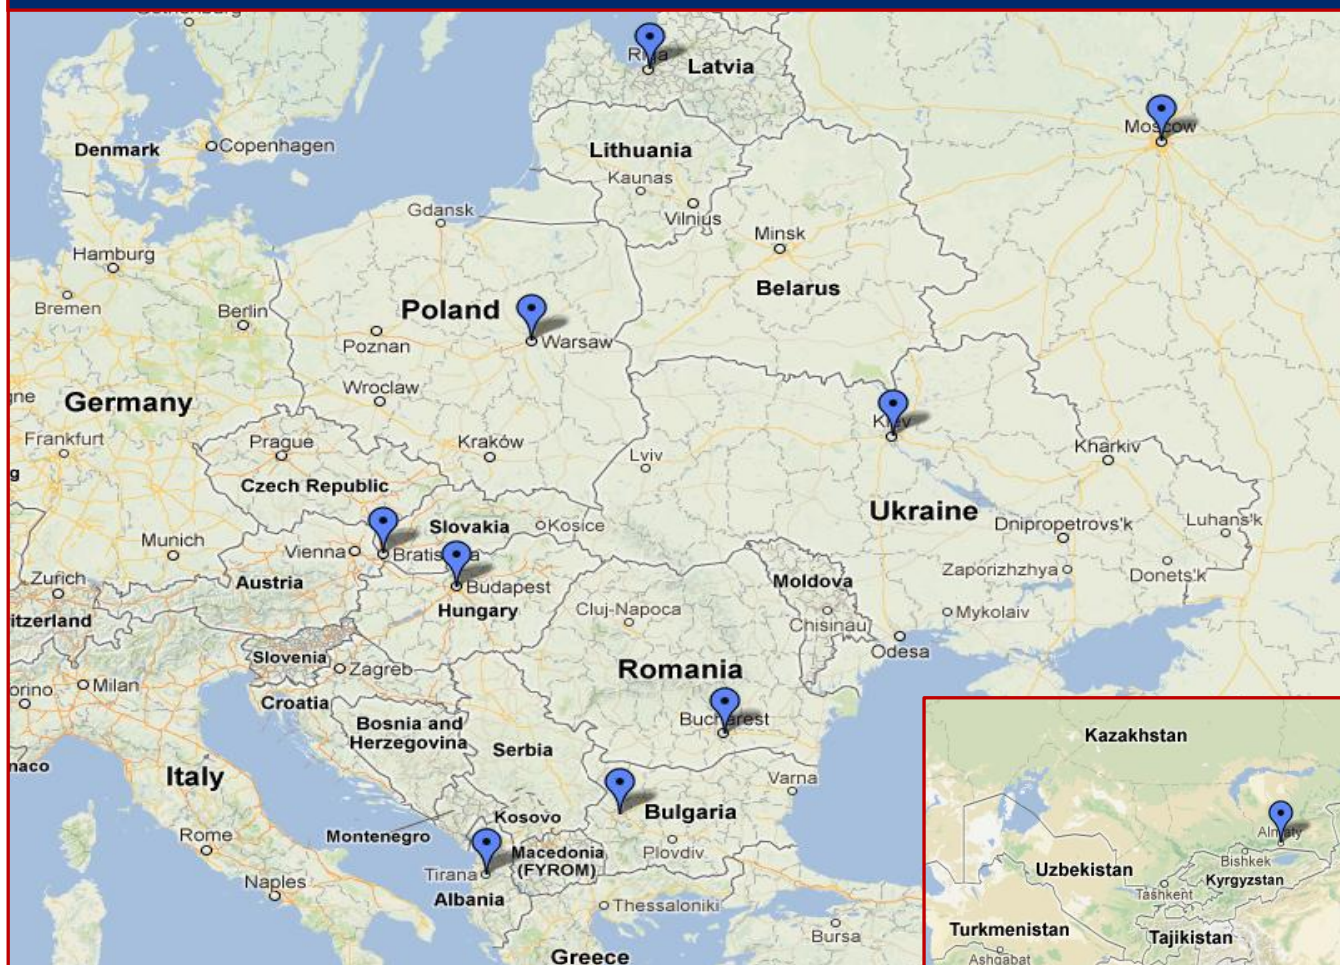 Riga
Latvia
Moscow
Denmark
Copenhagen
Lithuania
Kaunas
Vilnius
Gdansk
Minsk
Hamburg
Belarus
Bremen
Berlin
Poland
Poznan
Warsaw
Wroclaw
Germany
Kiev
Frankfurt
Prague
Kraków
Lviv
Kharkiv
Czech Republic
Ukraine
Slovakia
Kosice
Dnipropetrovs'k
Luhans'k
Munich
Vienna
Bratislava
Zurich
Austria
Budapest
Moldova
Zaporizhzhya
Donets'k
Hungary
Cluj-Napoca
Chisinau
Mykolaiv
itzerland
Odesa
Slovenia
Zagreb
Romania
Milan
orino
Croatia
Bucharest
Bosnia and
Herzegovina
Serbia
naco
Italy
Varna
Kosovo
Bulgaria
Montenegro
Rome
Macedonia
(FYROM)
Plovdiv
Tirana
Naples
Albania
Thessaloniki
Bursa
Greece
Kazakhstan
Almaty
Bishkek
Uzbekistan
Kyrgyzstan
Tashkent
Turkmenistan
Tajikistan
Ashgabat